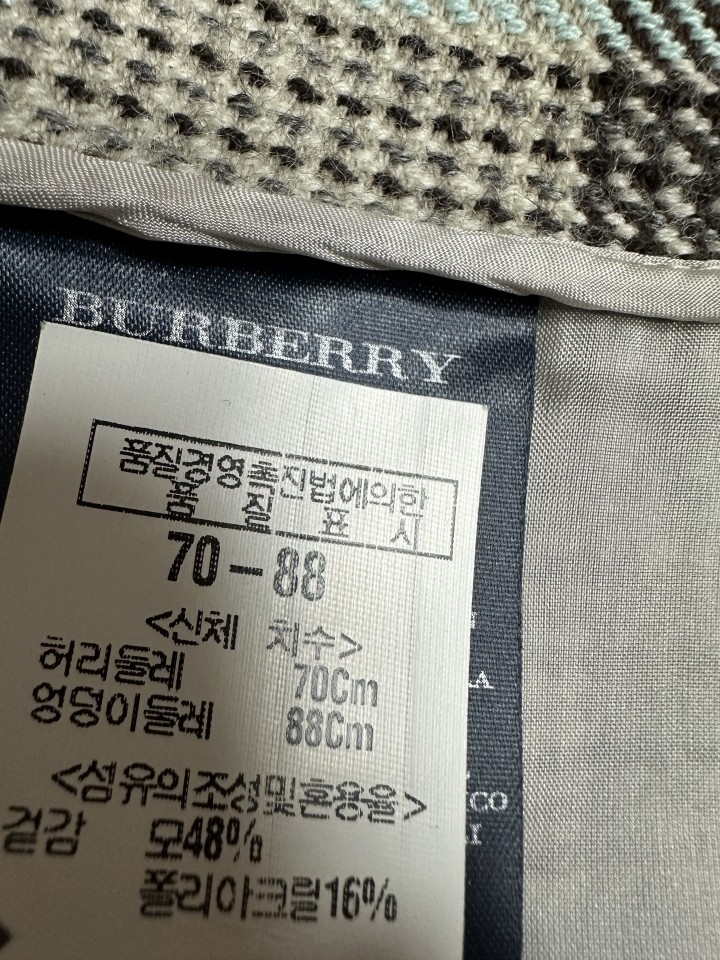 BURBERRY
품질경영촉진법에의한
품 질 표 시
70-88
<신체 치수>
허리둘레 70Cm
엉덩이둘레 88Cm
<섬유의조성및혼용율>
겉감 모48%
폴리아크릴16%